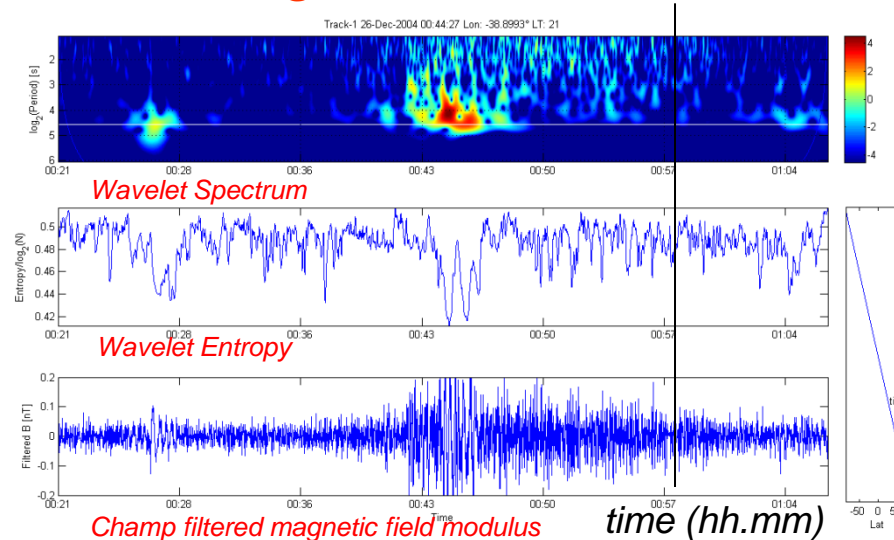 Track-1 26-Dec-2004 00:44:27 Lon: -38.8993° LT: 21
log2(Period) [s]
2
3
4
5
6
00:21 00:28 00:36 00:43 00:50 00:57 01:04
4
2
0
-2
-4
Wavelet Spectrum
Entropy/log2(N)
0.5
0.48
0.46
0.44
0.42
00:21 00:28 00:36 00:43 00:50 00:57 01:04
Wavelet Entropy
Filtered B [nT]
0.2
0.1
0
-0.1
-0.2
00:21 00:28 00:36 00:43 00:50 00:57 01:04
Time
Champ filtered magnetic field modulus
time (hh.mm)
-50 0
Lat